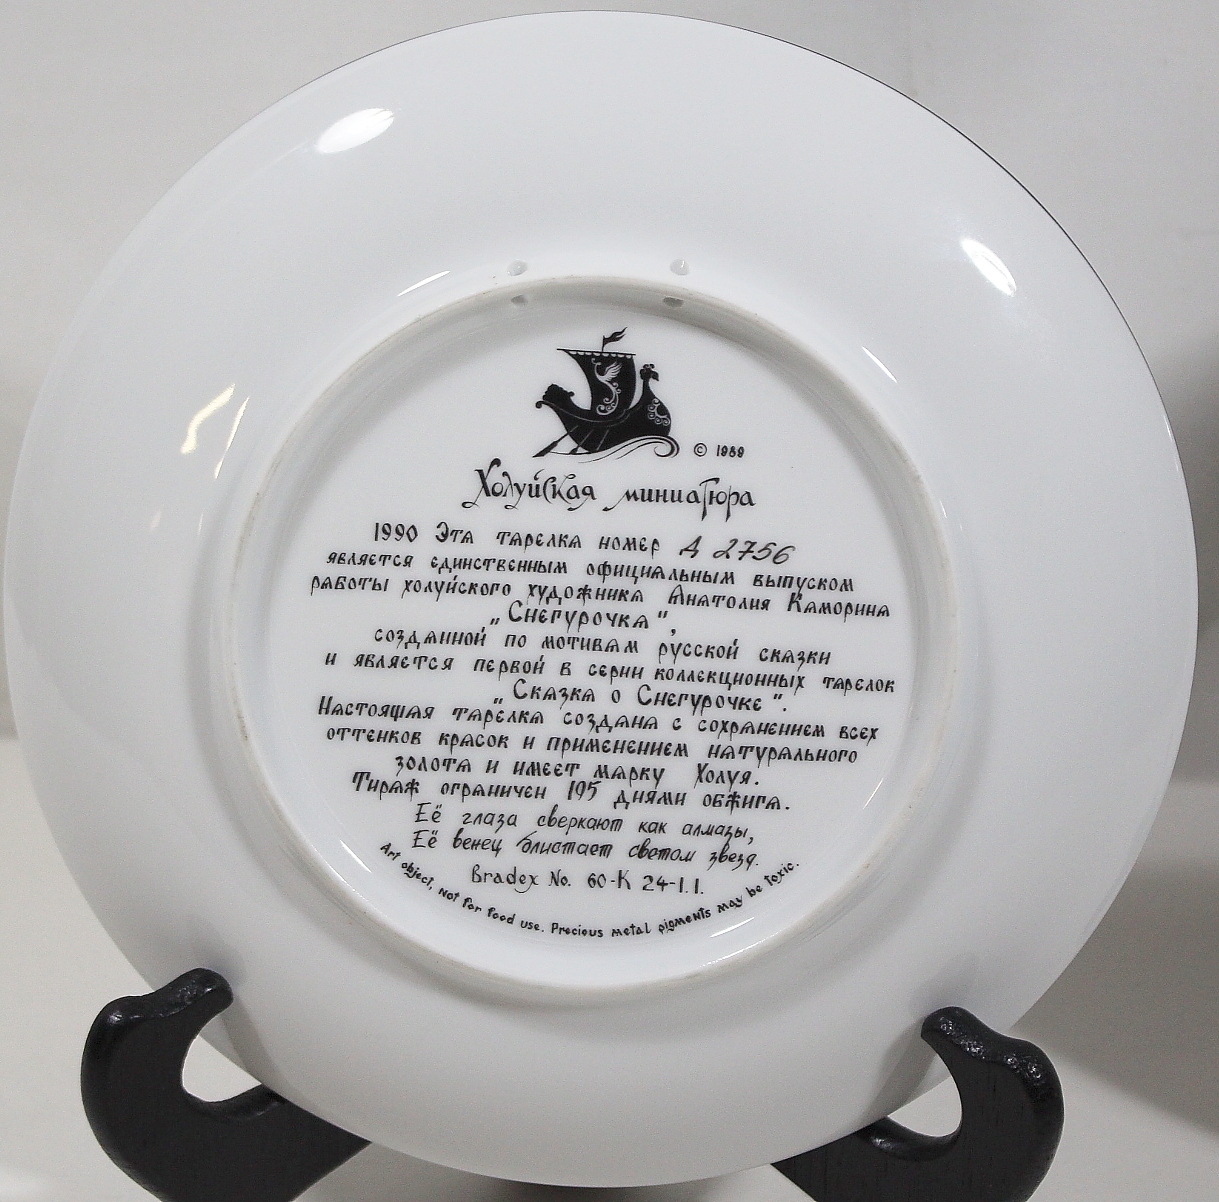 © 1989
Холуйская миниатюра
1990 Эта тарелка номер Д 2756
является единственным официальным выпуском
работы холуйского художника Анатолия Каморина
„Снегурочка“,
созданной по мотивам русской сказки
и является первой в серии коллекционных тарелок
„Сказка о Снегурочке“.
Настоящая тарелка создана с сохранением всех
оттенков красок и применением натурального
золота и имеет марку Холуя.
Тираж ограничен 195 днями обжига.
Её глаза сверкают как алмазы,
Её венец блистает светом звезд.
Bradex No. 60-K 24-1.1.
Art object, not for food use. Precious metal pigments may be toxic.